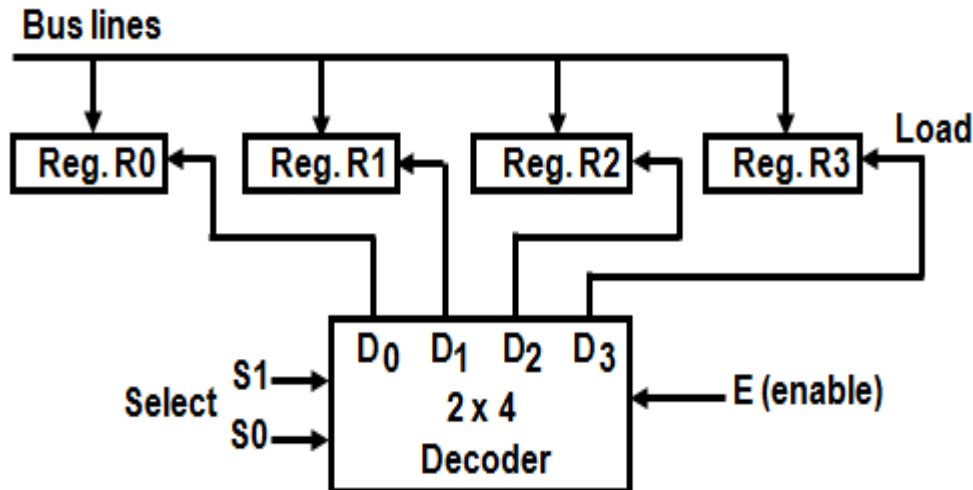 Bus lines
Load
Reg. R0 Reg. R1 Reg. R2 Reg. R3
D0 D1 D2 D3
S1
Select
S0
2 x 4
Decoder
E (enable)